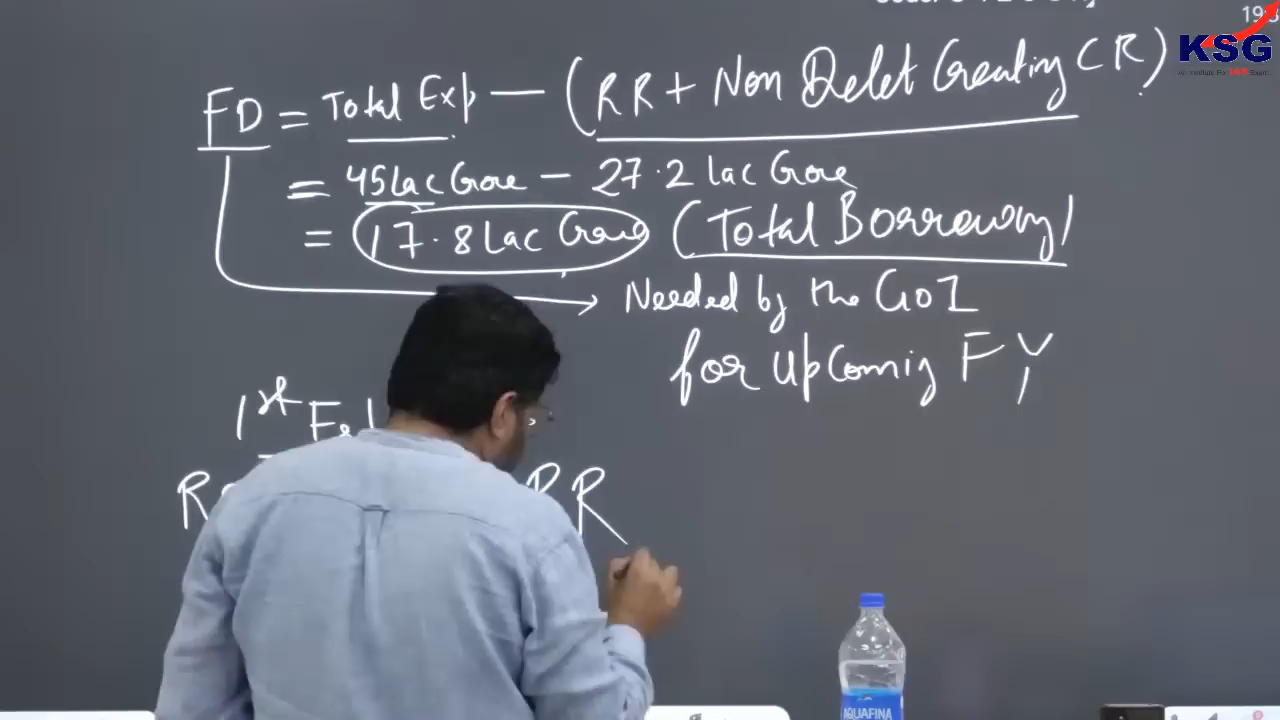 KSG
FD = Total Exp — (RR + Non Debt Creating CR)
= 45 Lac Crore — 27.2 lac Crore
= 17.8 Lac Crore (Total Borrowing)
Needed by the GOI
for upcoming FY
1st
RR
AQUAFINA